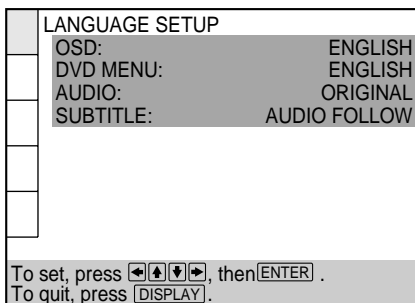 LANGUAGE SETUP
OSD: ENGLISH
DVD MENU: ENGLISH
AUDIO: ORIGINAL
SUBTITLE: AUDIO FOLLOW
To set, press ←↑↓→, then ENTER .
To quit, press DISPLAY.